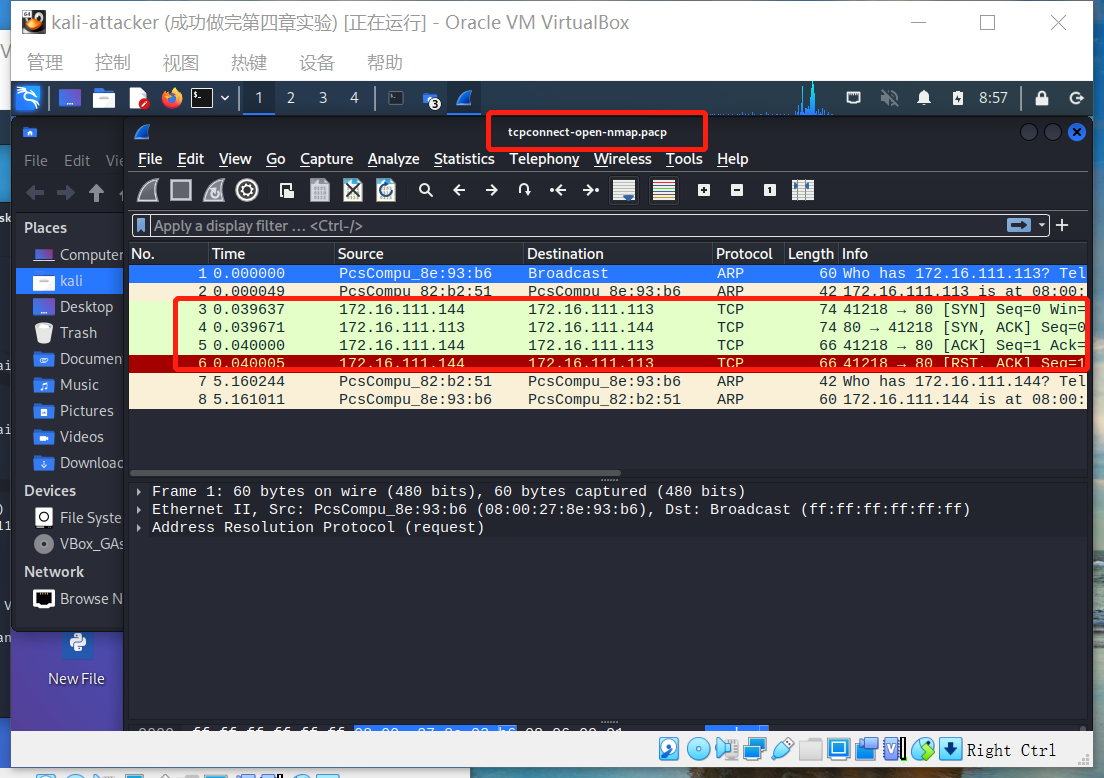 kali-attacker (成功做完第四章实验) [正在运行] - Oracle VM VirtualBox
管理 控制 视图 热键 设备 帮助
1 2 3 4 3 8:57
tcpconnect-open-nmap.pacp
File Edit
File Edit View Go Capture Analyze Statistics Telephony Wireless Tools Help
Apply a display filter … <Ctrl-/>
Places
Computer
kali
Desktop
Trash
Documen
Music
Pictures
Videos
Downloac
Devices
File Syste
VBox_GAs
Network
Browse N
New File
No. Time Source Destination Protocol Length Info
1 0.000000 PcsCompu_8e:93:b6 Broadcast ARP 60 Who has 172.16.111.113? Tel
2 0.000049 PcsCompu_82:b2:51 PcsCompu_8e:93:b6 ARP 42 172.16.111.113 is at 08:00:
3 0.039637 172.16.111.144 172.16.111.113 TCP 74 41218 → 80 [SYN] Seq=0 Win=
4 0.039671 172.16.111.113 172.16.111.144 TCP 74 80 → 41218 [SYN, ACK] Seq=0
5 0.040000 172.16.111.144 172.16.111.113 TCP 66 41218 → 80 [ACK] Seq=1 Ack=
6 0.040005 172.16.111.144 172.16.111.113 TCP 66 41218 → 80 [RST, ACK] Seq=1
7 5.160244 PcsCompu_82:b2:51 PcsCompu_8e:93:b6 ARP 42 Who has 172.16.111.144? Tel
8 5.161011 PcsCompu_8e:93:b6 PcsCompu_82:b2:51 ARP 60 172.16.111.144 is at 08:00:
Frame 1: 60 bytes on wire (480 bits), 60 bytes captured (480 bits)
Ethernet II, Src: PcsCompu_8e:93:b6 (08:00:27:8e:93:b6), Dst: Broadcast (ff:ff:ff:ff:ff:ff)
Address Resolution Protocol (request)
Right Ctrl